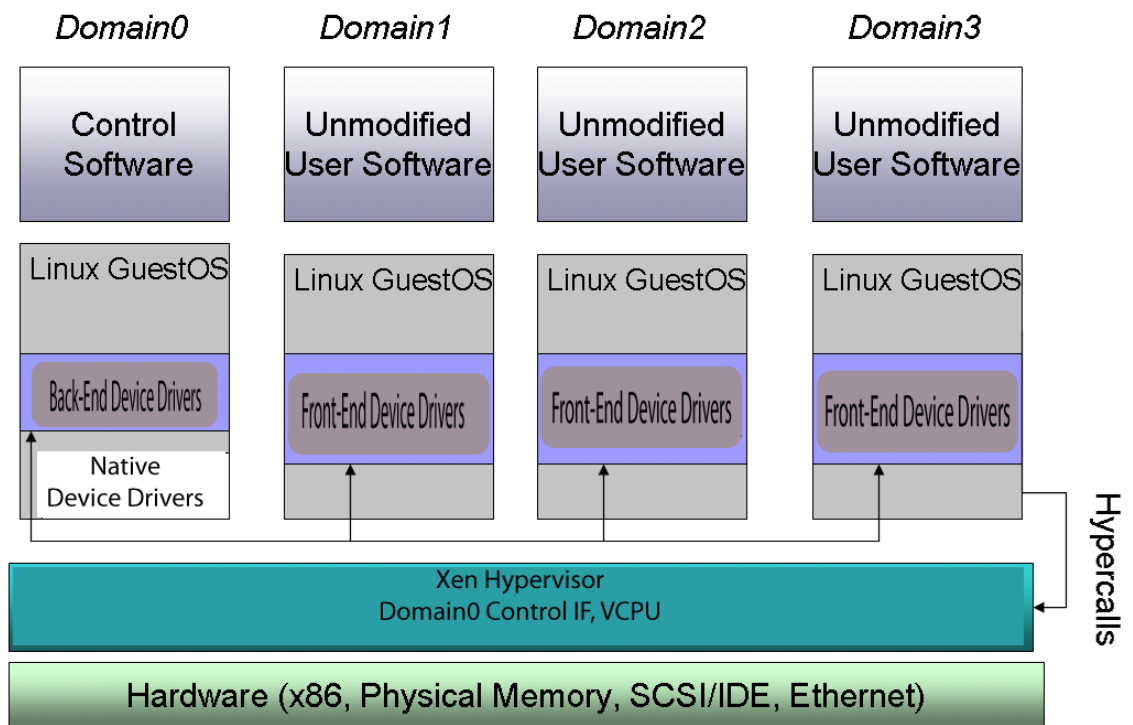 Domain0
Domain1
Domain2
Domain3
Control
Software
Unmodified
User Software
Unmodified
User Software
Unmodified
User Software
Linux GuestOS
Linux GuestOS
Linux GuestOS
Linux GuestOS
Back-End Device Drivers
Front-End Device Drivers
Front-End Device Drivers
Front-End Device Drivers
Native
Device Drivers
Hypercalls
Xen Hypervisor
Domain0 Control IF, VCPU
Hardware (x86, Physical Memory, SCSI/IDE, Ethernet)